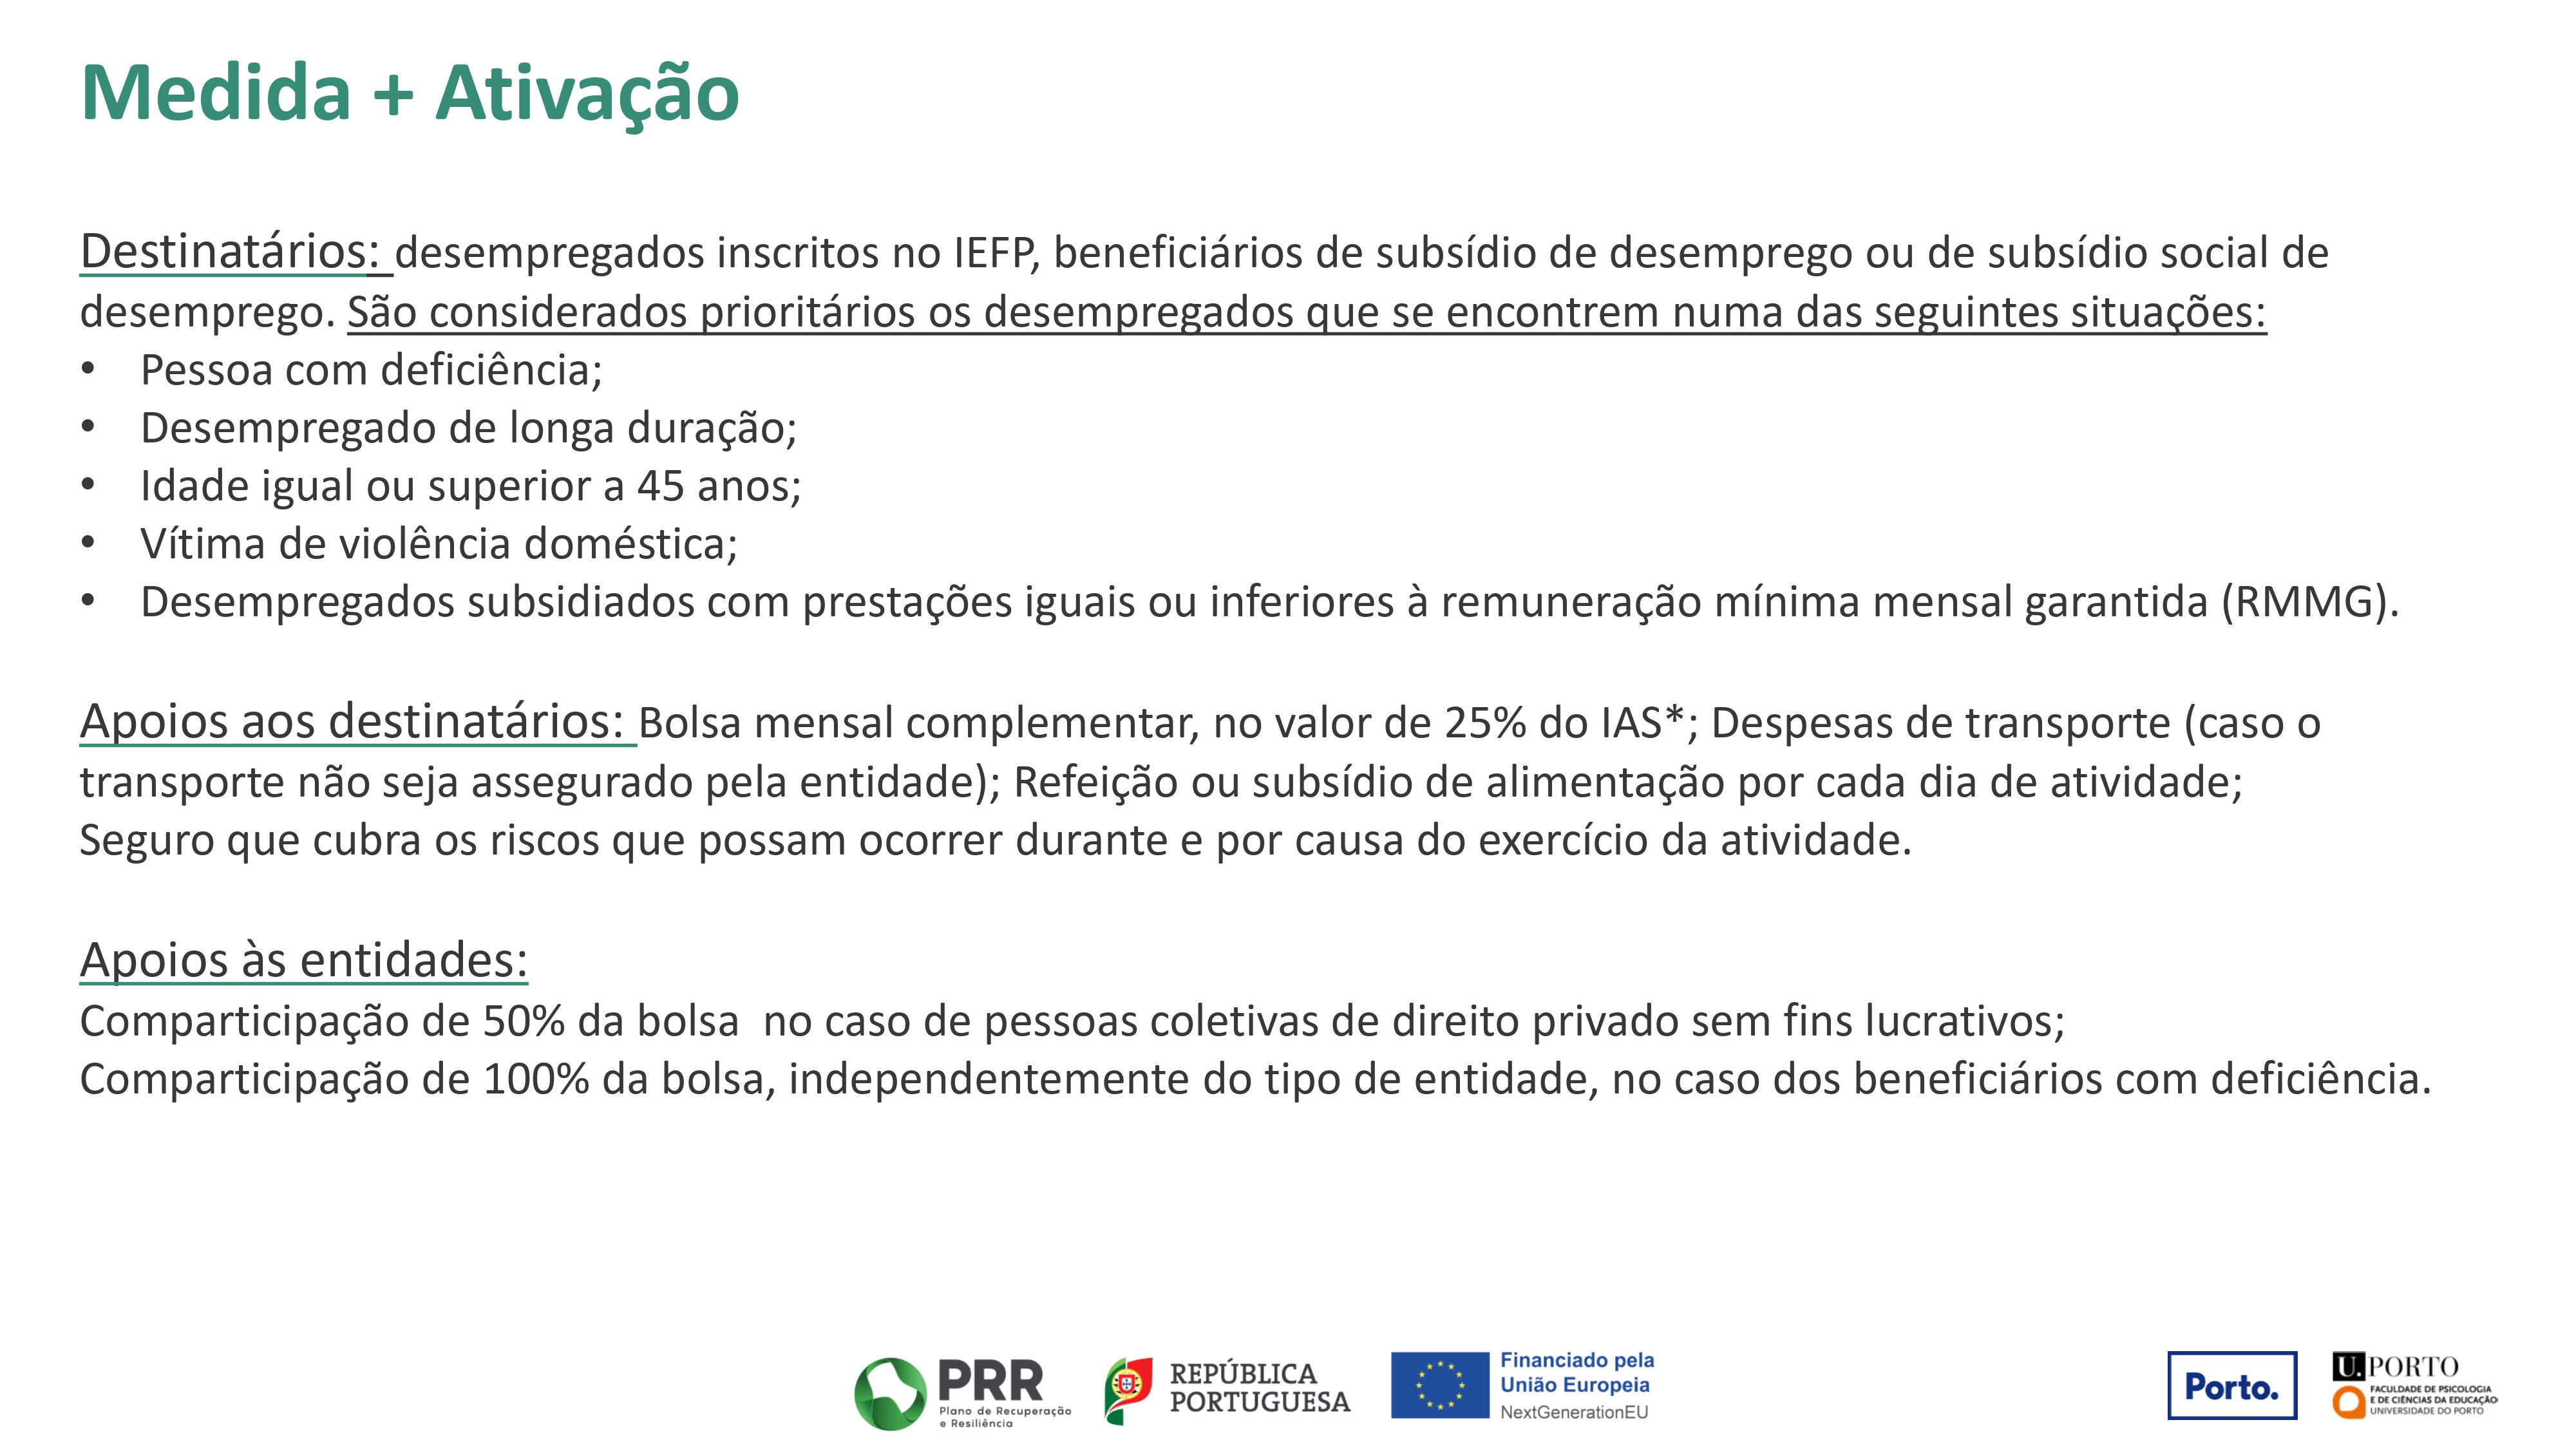 Medida + Ativação
Destinatários: desempregados inscritos no IEFP, beneficiários de subsídio de desemprego ou de subsídio social de
desemprego. São considerados prioritários os desempregados que se encontrem numa das seguintes situações:
• Pessoa com deficiência;
• Desempregado de longa duração;
• Idade igual ou superior a 45 anos;
• Vítima de violência doméstica;
• Desempregados subsidiados com prestações iguais ou inferiores à remuneração mínima mensal garantida (RMMG).
Apoios aos destinatários: Bolsa mensal complementar, no valor de 25% do IAS*; Despesas de transporte (caso o
transporte não seja assegurado pela entidade); Refeição ou subsídio de alimentação por cada dia de atividade;
Seguro que cubra os riscos que possam ocorrer durante e por causa do exercício da atividade.
Apoios às entidades:
Comparticipação de 50% da bolsa  no caso de pessoas coletivas de direito privado sem fins lucrativos;
Comparticipação de 100% da bolsa, independentemente do tipo de entidade, no caso dos beneficiários com deficiência.
PRR
Plano de Recuperação
e Resiliência
REPÚBLICA
PORTUGUESA
Financiado pela
União Europeia
NextGenerationEU
Porto.
U.PORTO
FACULDADE DE PSICOLOGIA
E DE CIÊNCIAS DA EDUCAÇÃO
UNIVERSIDADE DO PORTO